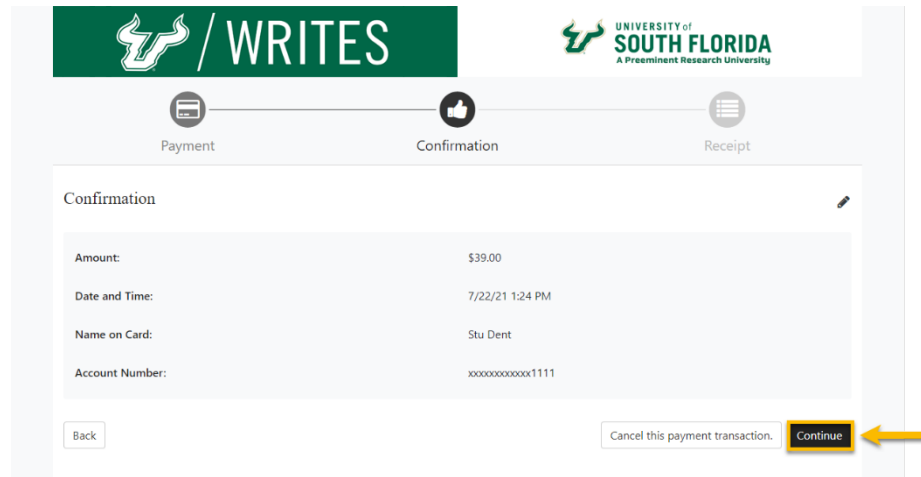 / WRITES
UNIVERSITY of
SOUTH FLORIDA
A Preeminent Research University
Payment
Confirmation
Receipt
Confirmation
Amount: $39.00
Date and Time: 7/22/21 1:24 PM
Name on Card: Stu Dent
Account Number: xxxxxxxxxxxx1111
Back
Cancel this payment transaction.
Continue